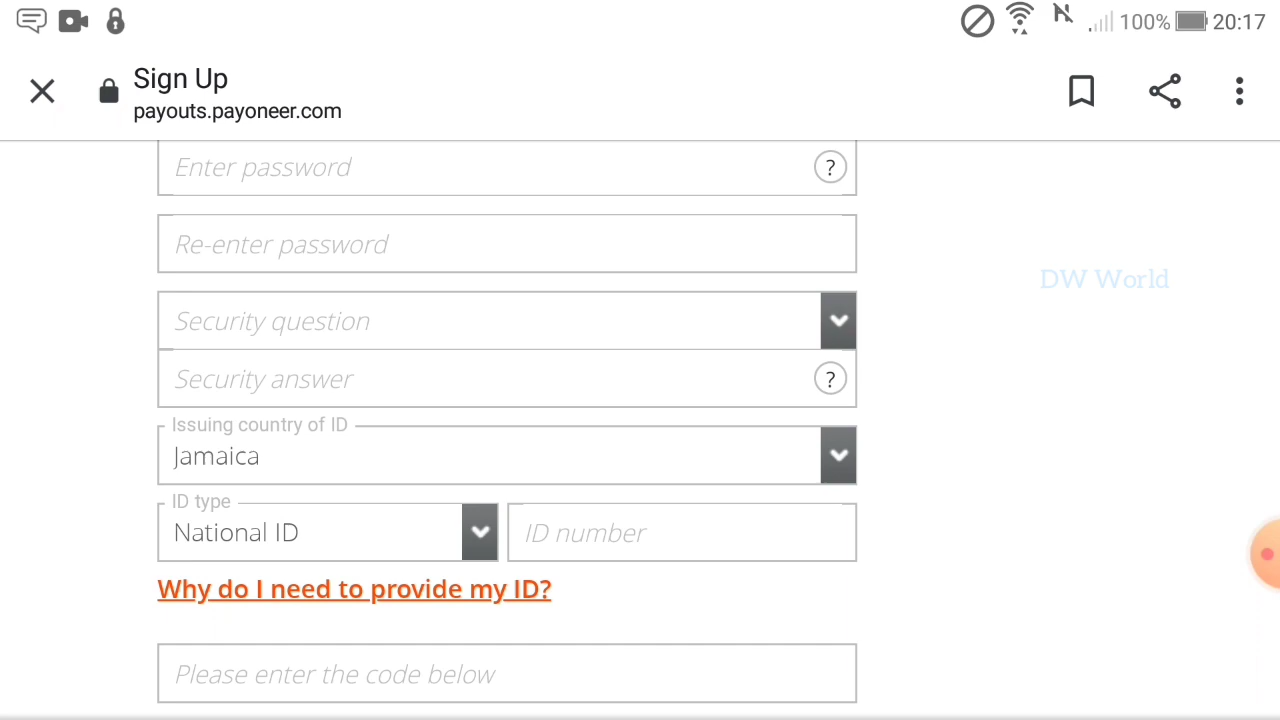 100% 20:17
Sign Up
payouts.payoneer.com
Enter password ?
Re-enter password
DW World
Security question
Security answer ?
Issuing country of ID
Jamaica
ID type
National ID ID number
Why do I need to provide my ID?
Please enter the code below